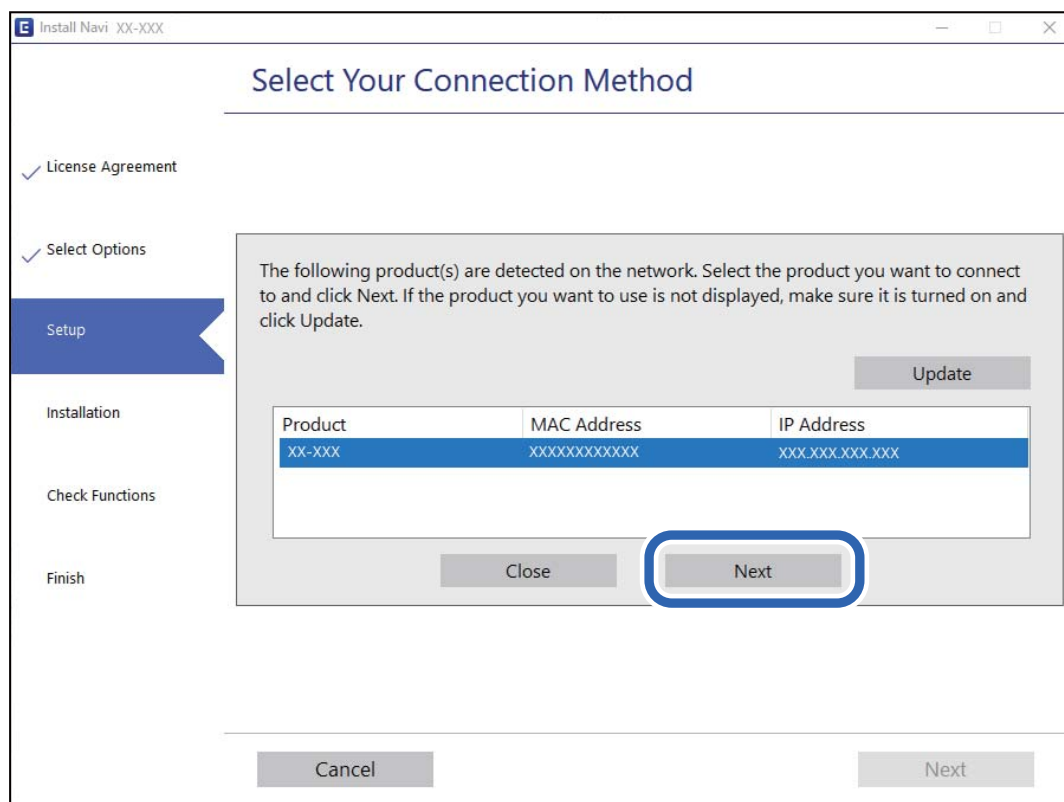 E Install Navi XX-XXX
Select Your Connection Method
License Agreement
Select Options
Setup
Installation
Check Functions
Finish
The following product(s) are detected on the network. Select the product you want to connect
to and click Next. If the product you want to use is not displayed, make sure it is turned on and
click Update.
Update
Product MAC Address IP Address
XX-XXX XXXXXXXXXXXX XXX.XXX.XXX.XXX
Close Next
Cancel Next